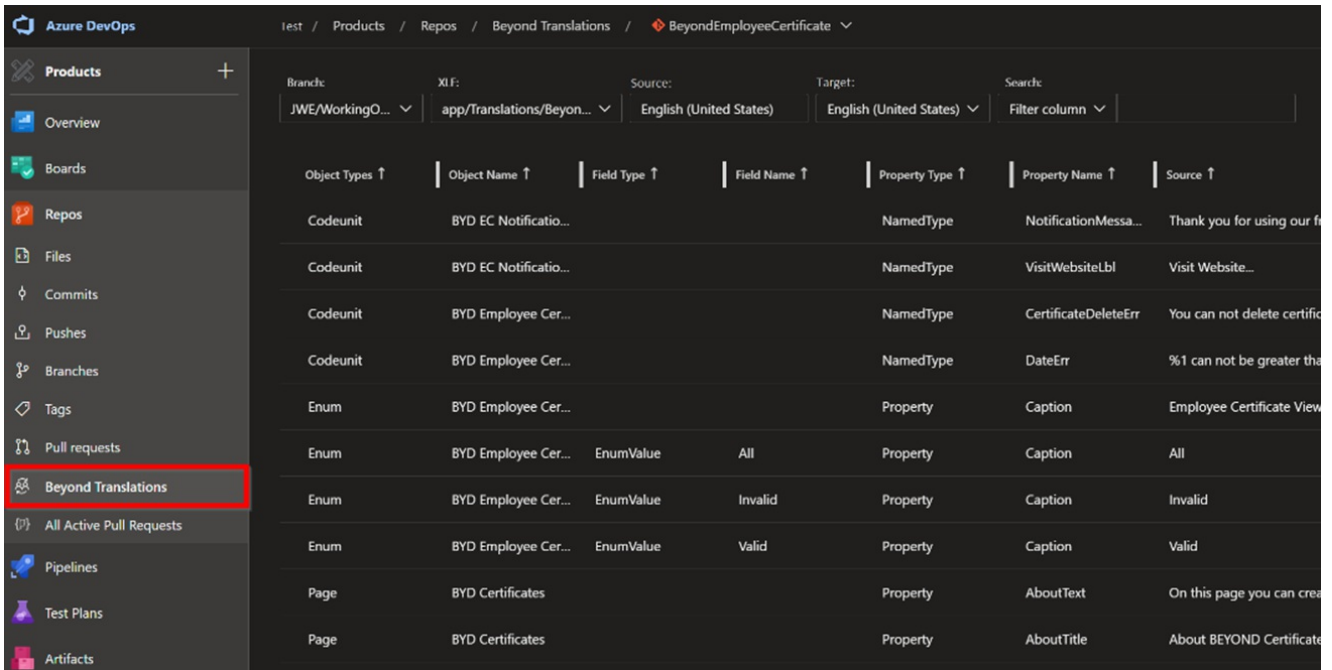 Azure DevOps
Test / Products / Repos / Beyond Translations / BeyondEmployeeCertificate
Products +
Overview
Boards
Repos
Files
Commits
Pushes
Branches
Tags
Pull requests
Beyond Translations
All Active Pull Requests
Pipelines
Test Plans
Artifacts
Branch: XLF: Source: Target: Search:
JWE/WorkingO... app/Translations/Beyon... English (United States) English (United States) Filter column
Object Types ↑ Object Name ↑ Field Type ↑ Field Name ↑ Property Type ↑ Property Name ↑ Source ↑
Codeunit BYD EC Notificatio... NamedType NotificationMessa... Thank you for using our fr
Codeunit BYD EC Notificatio... NamedType VisitWebsiteLbl Visit Website...
Codeunit BYD Employee Cer... NamedType CertificateDeleteErr You can not delete certific
Codeunit BYD Employee Cer... NamedType DateErr %1 can not be greater tha
Enum BYD Employee Cer... Property Caption Employee Certificate View
Enum BYD Employee Cer... EnumValue All Property Caption All
Enum BYD Employee Cer... EnumValue Invalid Property Caption Invalid
Enum BYD Employee Cer... EnumValue Valid Property Caption Valid
Page BYD Certificates Property AboutText On this page you can crea
Page BYD Certificates Property AboutTitle About BEYOND Certificate